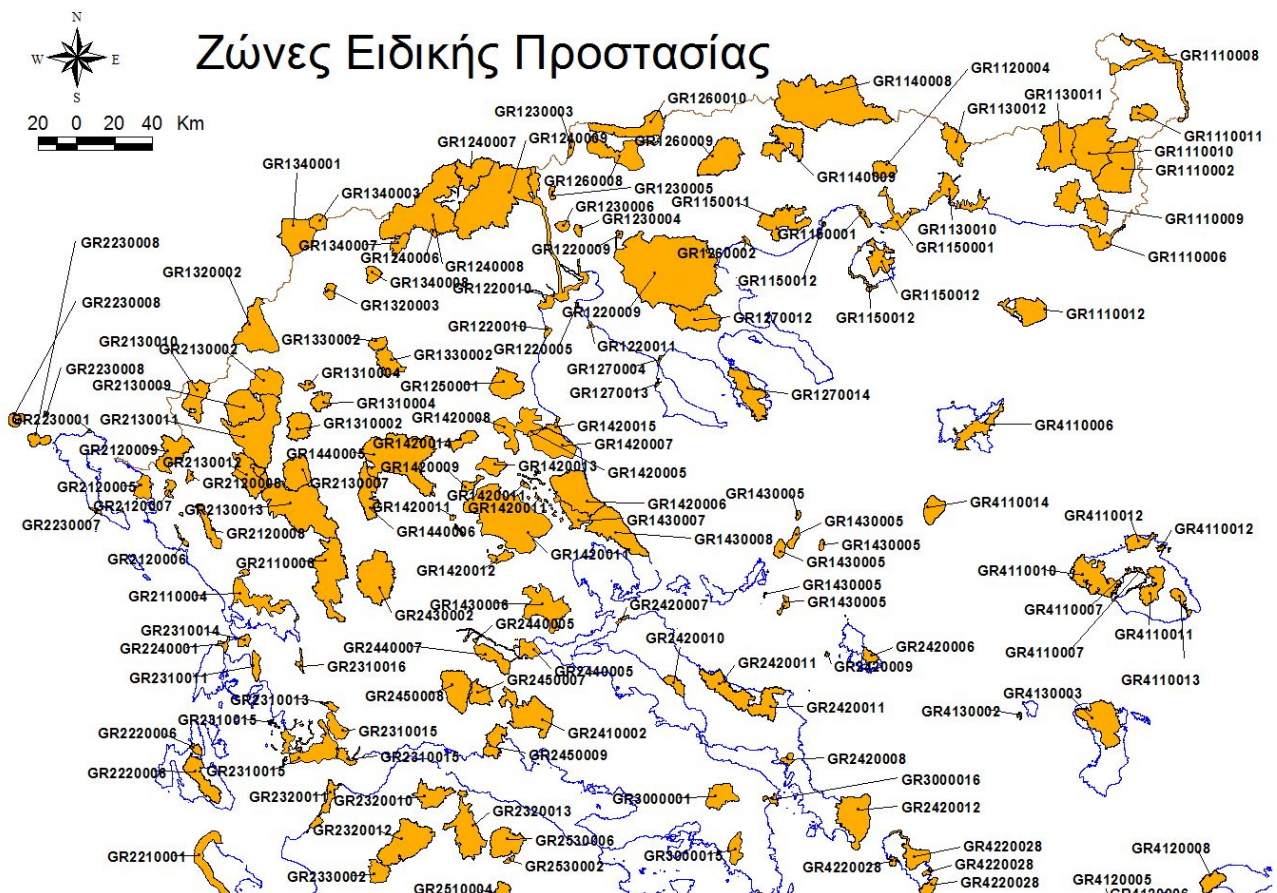 N
Ζώνες Ειδικής Προστασίας
W E
S
20 0 20 40 Km
GR1110008
GR1120004
GR1140008
GR1130011
GR1130012
GR1260010
GR1230003
GR1110011
GR1240007
GR1240009
GR1260009
GR1110010
GR1340001
GR1110002
GR1140009
GR1260008
GR1230005
GR1340003
GR1230006
GR1150011
GR1110009
GR1230004
GR1130010
GR1150001
GR2230008
GR1340007
GR1220009
GR1260002
GR1150001
GR1240006
GR1240008
GR1110006
GR1320002
GR1340008
GR1150012
GR1220010
GR1150012
GR2230008
GR1320003
GR1220009
GR1150012
GR1110012
GR1270012
GR1220010
GR2130010
GR1330002
GR2130002
GR1220005
GR1220011
GR1330002
GR2230008
GR1310004
GR1270004
GR2130009
GR1250001
GR1270013
GR1270014
GR1310004
GR2230001
GR2130011
GR1420008
GR1310002
GR1420015
GR4110006
GR1420014
GR1420007
GR2120009
GR1440005
GR2130012
GR1420009
GR1420013
GR1420005
GR2120005
GR2120008
GR2130007
GR1420011
GR1430005
GR2120007
GR2130013
GR1420011
GR1420011
GR1420006
GR4110014
GR2230007
GR1430007
GR1430005
GR4110012
GR2120008
GR1440006
GR1430008
GR1430005
GR4110012
GR2120006
GR1420011
GR1430005
GR2110006
GR1420012
GR4110010
GR1430005
GR2110004
GR1430006
GR2420007
GR1430005
GR4110007
GR2430002
GR2440005
GR2310014
GR2420010
GR4110011
GR2240001
GR2440007
GR2420006
GR4110007
GR2310016
GR2440005
GR2420011
GR2420009
GR2310011
GR2450007
GR4110013
GR2450008
GR4130003
GR2310013
GR2420011
GR4130002
GR2310015
GR2310015
GR2410002
GR2220006
GR2450009
GR2310015
GR2420008
GR2220006
GR2310015
GR3000016
GR2320011
GR2320010
GR3000001
GR2420012
GR2320013
GR2320012
GR2530006
GR2210001
GR3000015
GR4220028
GR4120008
GR2530002
GR4220028
GR4220028
GR2330002
GR4220028
GR4120005
GR2510004